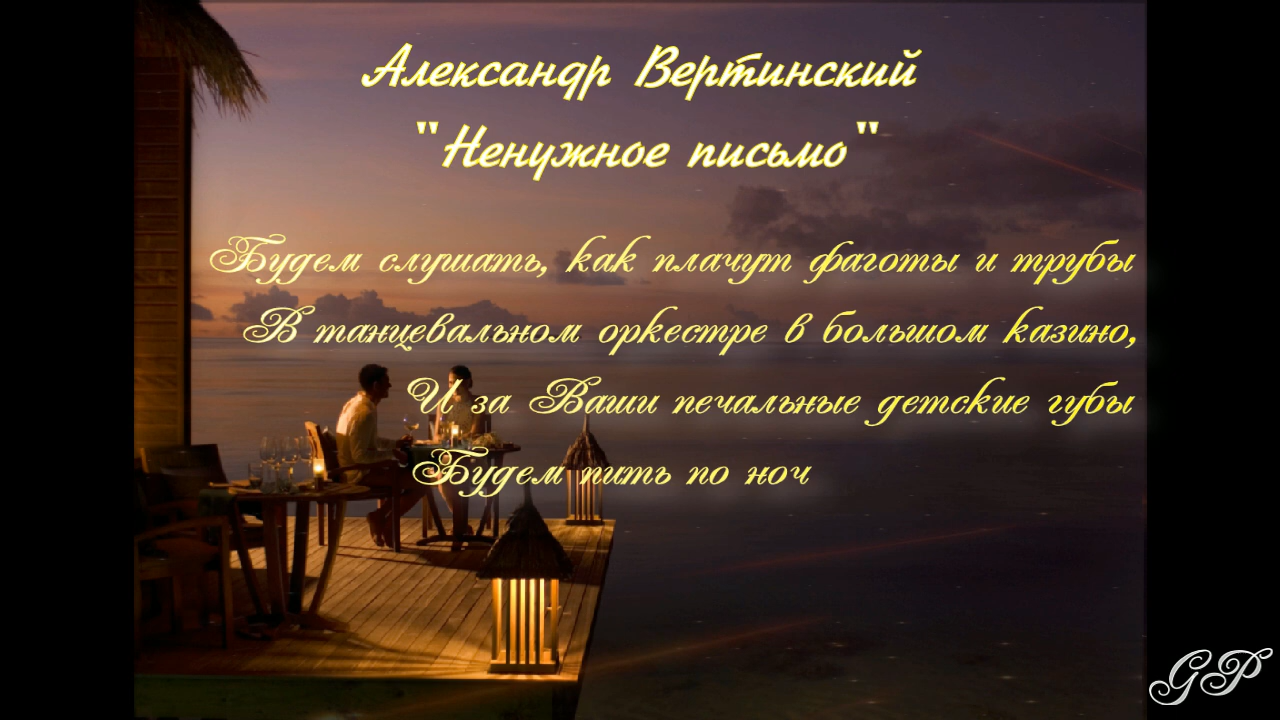 Александр Вертинский
"Ненужное письмо"
Будем слушать, как плачут фаготы и трубы
В танцевальном оркестре в большом казино,
И за Ваши печальные детские губы
Будем пить по ноч
GP